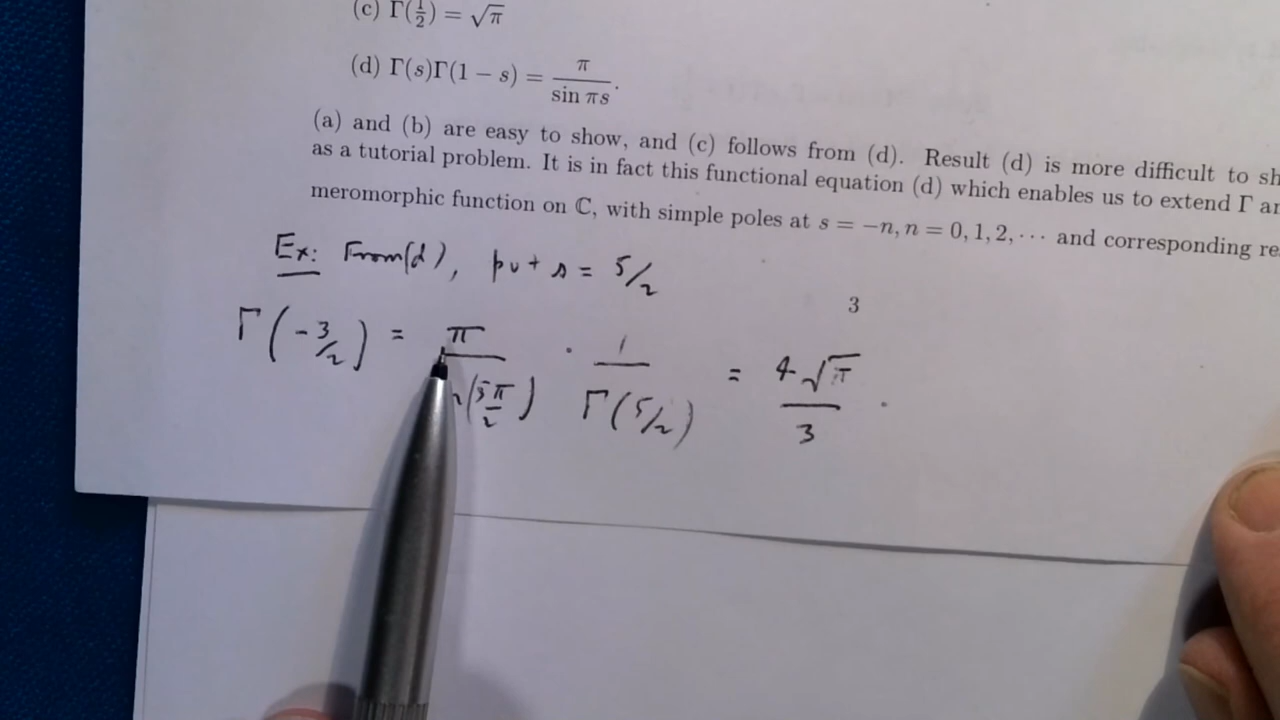 (c) Γ(1/2) = √π
(d) Γ(s)Γ(1 − s) = π / sin πs.
(a) and (b) are easy to show, and (c) follows from (d). Result (d) is more difficult to sh
as a tutorial problem. It is in fact this functional equation (d) which enables us to extend Γ an
meromorphic function on ℂ, with simple poles at s = −n, n = 0, 1, 2, ⋯ and corresponding re
Ex: From (d), put s = 5/2
3
Γ(-3/2) = π / n(5π/2) · 1 / Γ(5/2) = 4√π / 3 .